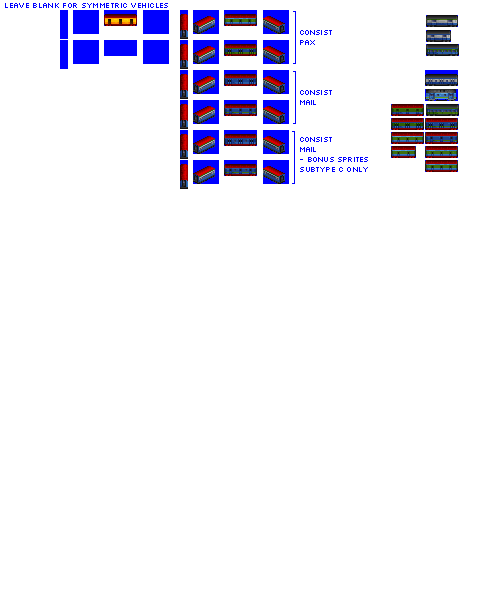 LEAVE BLANK FOR SYMMETRIC VEHICLES
CONSIST
PAX
CONSIST
MAIL
CONSIST
MAIL
- BONUS SPRITES
SUBTYPE C ONLY